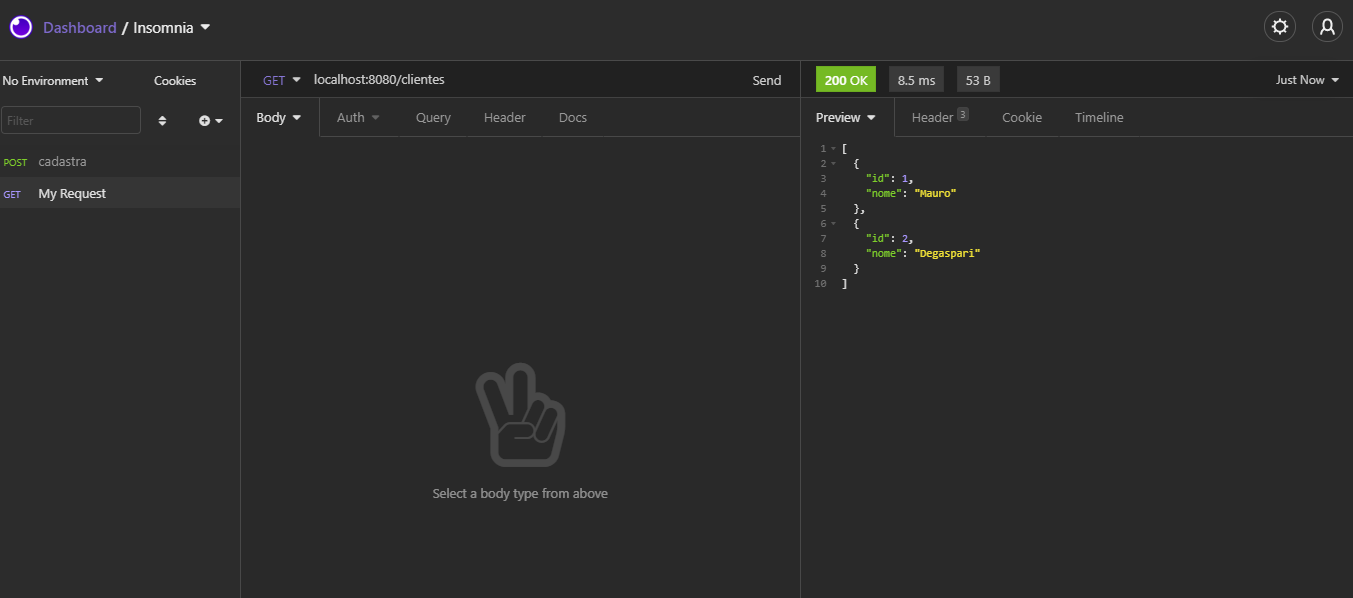 Dashboard / Insomnia
No Environment Cookies
Filter
POST cadastra
GET My Request
GET localhost:8080/clientes Send
Body Auth Query Header Docs
Select a body type from above
200 OK 8.5 ms 53 B Just Now
Preview Header 3 Cookie Timeline
1 [
2 {
3 "id": 1,
4 "nome": "Mauro"
5 },
6 {
7 "id": 2,
8 "nome": "Degaspari"
9 }
10 ]